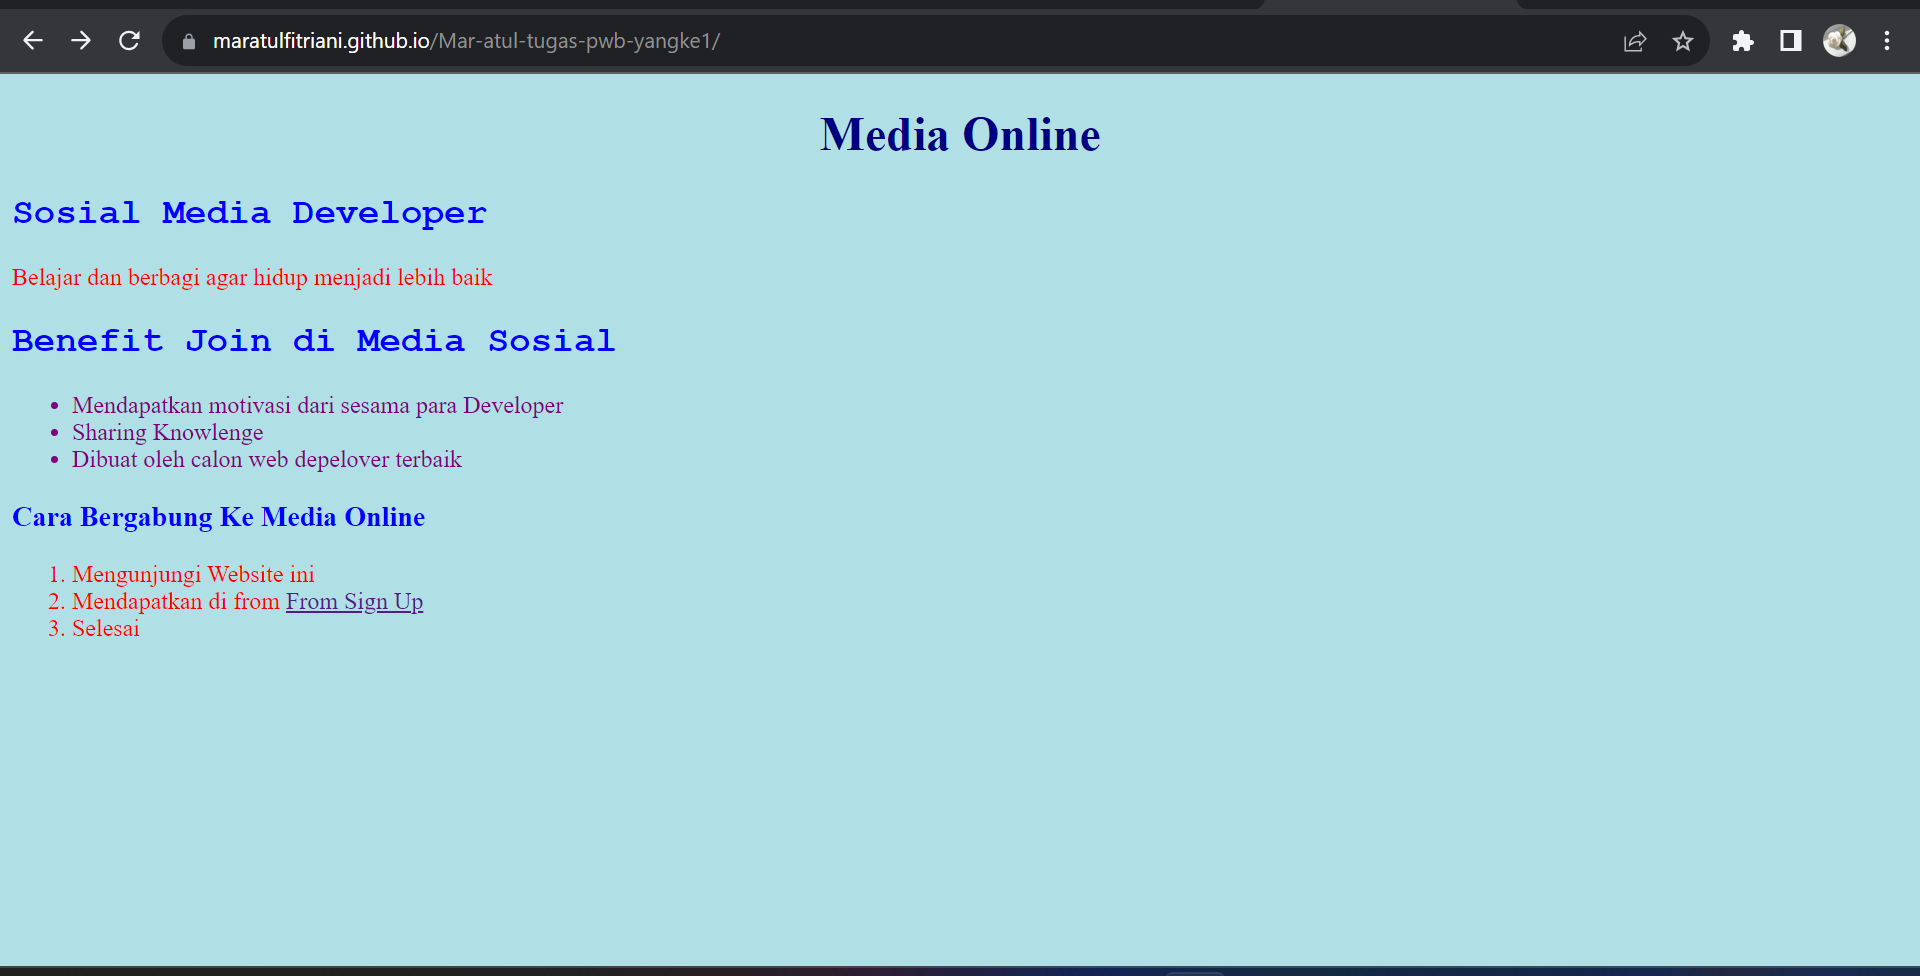 maratulfitriani.github.io/Mar-atul-tugas-pwb-yangke1/
Media Online
Sosial Media Developer
Belajar dan berbagi agar hidup menjadi lebih baik
Benefit Join di Media Sosial
• Mendapatkan motivasi dari sesama para Developer
• Sharing Knowlenge
• Dibuat oleh calon web depelover terbaik
Cara Bergabung Ke Media Online
1. Mengunjungi Website ini
2. Mendapatkan di from From Sign Up
3. Selesai